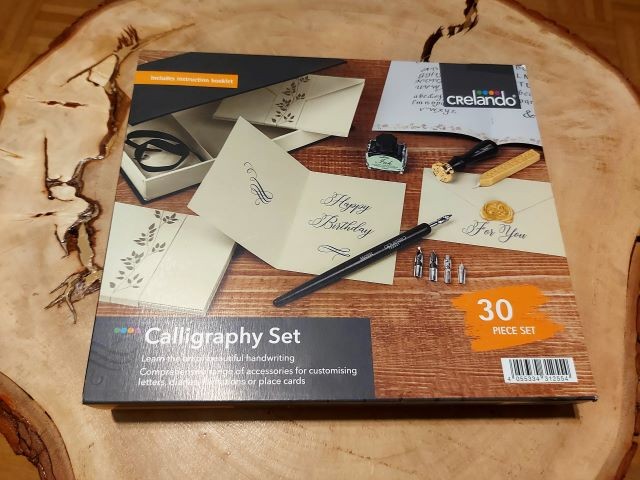 Includes instruction booklet
CRelando
Ink
Happy
Birthday
For You
30
PIECE SET
Calligraphy Set
Learn the art of beautiful handwriting
Comprehensive range of accessories for customising
letters, diaries, invitations or place cards
4 055334 312554